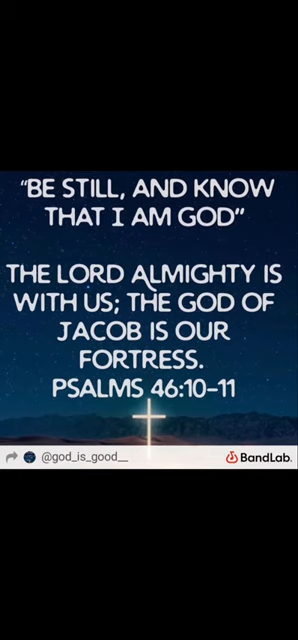 “BE STILL, AND KNOW
THAT I AM GOD”
THE LORD ALMIGHTY IS
WITH US; THE GOD OF
JACOB IS OUR
FORTRESS.
PSALMS 46:10-11
@god_is_good__
BandLab.